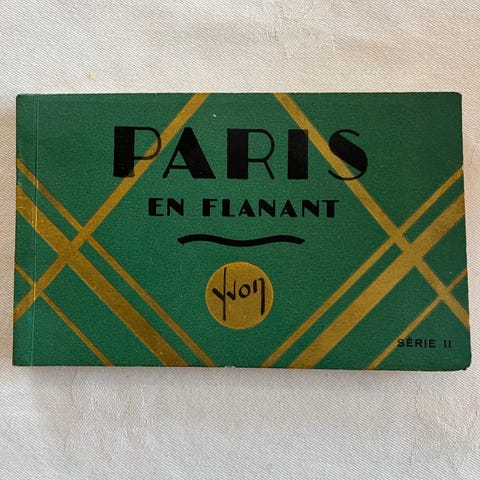 PARIS
EN FLANANT
Yvon
SÉRIE II